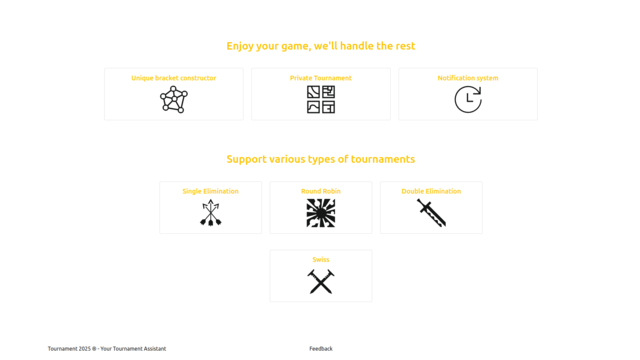 Enjoy your game, we'll handle the rest
Unique bracket constructor
Private Tournament
Notification system
Support various types of tournaments
Single Elimination
Round Robin
Double Elimination
Swiss
Tournament 2025 ® - Your Tournament Assistant
Feedback